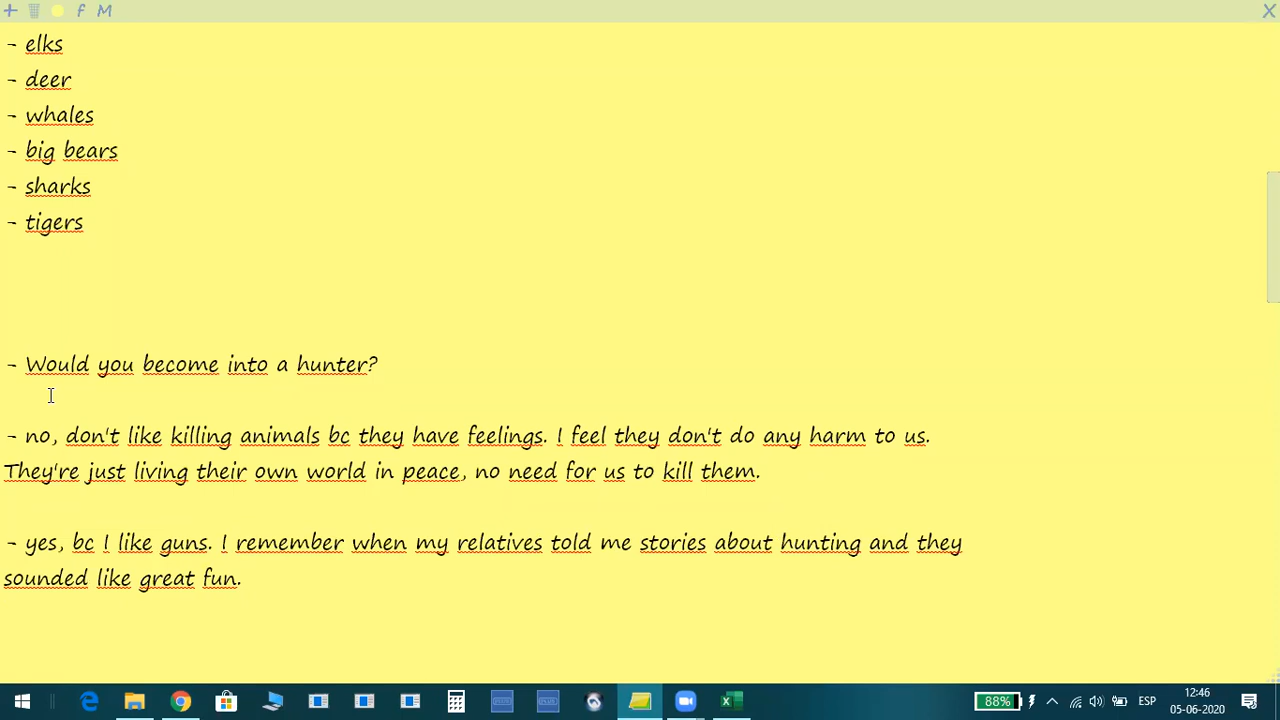 + f M X
- elks
- deer
- whales
- big bears
- sharks
- tigers
- Would you become into a hunter?
- no, don't like killing animals bc they have feelings. I feel they don't do any harm to us.
They're just living their own world in peace, no need for us to kill them.
- yes, bc I like guns. I remember when my relatives told me stories about hunting and they
sounded like great fun.
88% ESP 12:46
05-06-2020